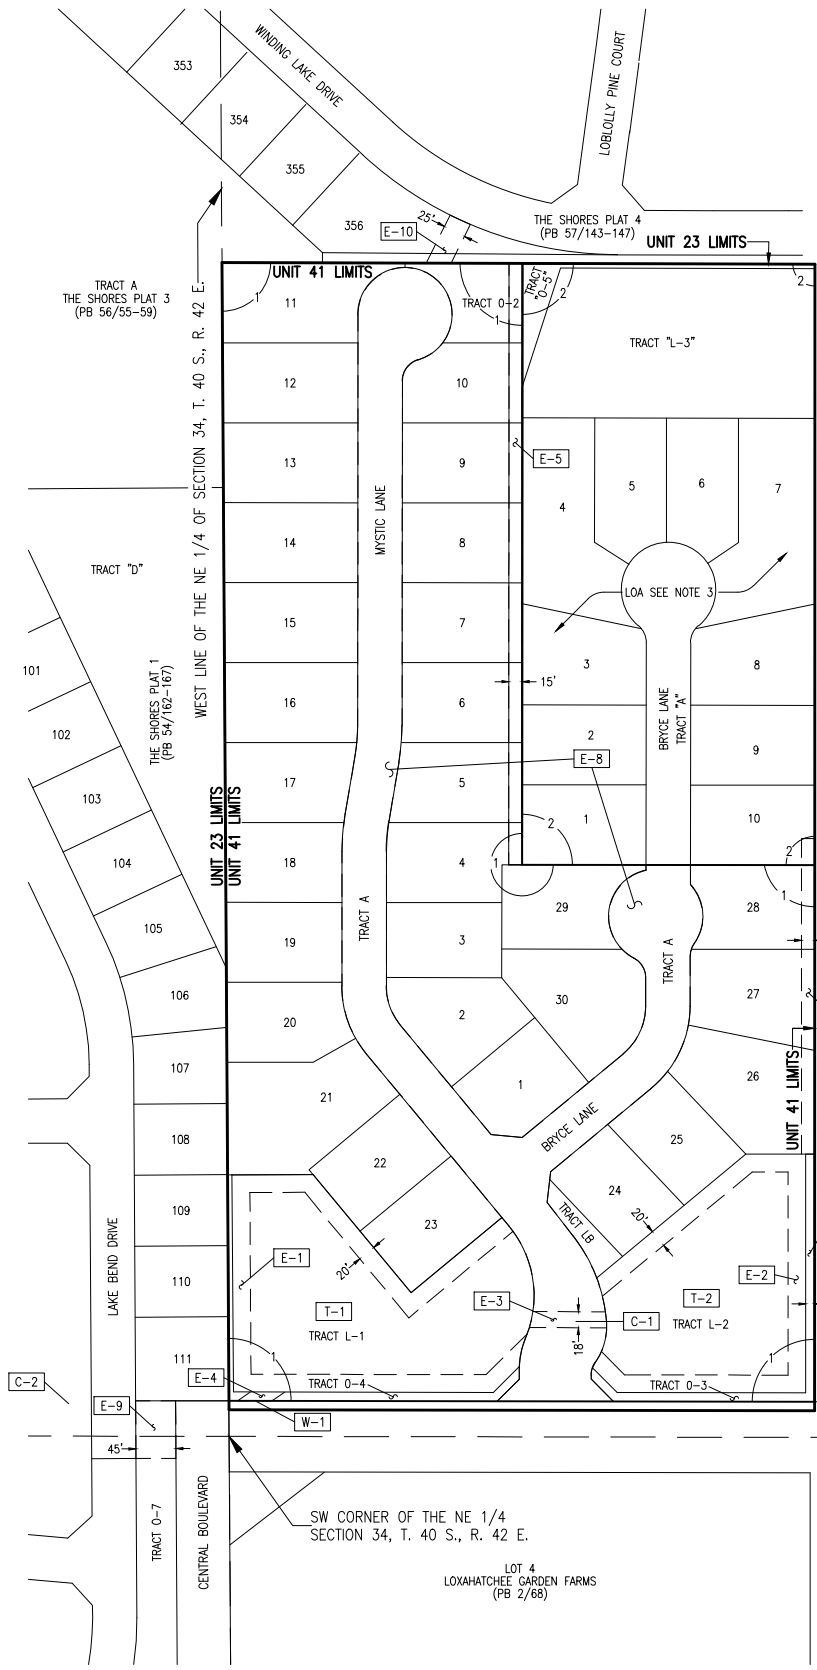 WINDING LAKE DRIVE
LOBLOLLY PINE COURT
353
354
355
356
25'
E-10
THE SHORES PLAT 4
(PB 57/143-147)
UNIT 23 LIMITS
UNIT 41 LIMITS
TRACT A
THE SHORES PLAT 3
(PB 56/55-59)
WEST LINE OF THE NE 1/4 OF SECTION 34, T. 40 S., R. 42 E.
1
11
TRACT O-2
1
TRACT
"O-5"
2
2
TRACT "L-3"
12
10
13
9
E-5
4
5
6
7
MYSTIC LANE
14
8
LOA SEE NOTE 3
TRACT "D"
15
7
3
8
101
THE SHORES PLAT 1
(PB 54/162-167)
16
6
15'
BRYCE LANE
TRACT "A"
102
2
9
17
5
E-8
103
UNIT 23 LIMITS
UNIT 41 LIMITS
1
2
10
104
18
4
1
2
1
105
TRACT A
29
28
19
3
TRACT A
106
20
2
30
27
107
UNIT 41 LIMITS
21
1
26
108
BRYCE LANE
25
22
24
109
LAKE BEND DRIVE
23
TRACT LB
20'
E-1
20'
E-2
110
T-1
E-3
T-2
TRACT L-1
C-1
TRACT L-2
18'
111
1
1
C-2
E-4
TRACT O-4
TRACT O-3
E-9
W-1
45'
TRACT O-7
CENTRAL BOULEVARD
SW CORNER OF THE NE 1/4
SECTION 34, T. 40 S., R. 42 E.
LOT 4
LOXAHATCHEE GARDEN FARMS
(PB 2/68)